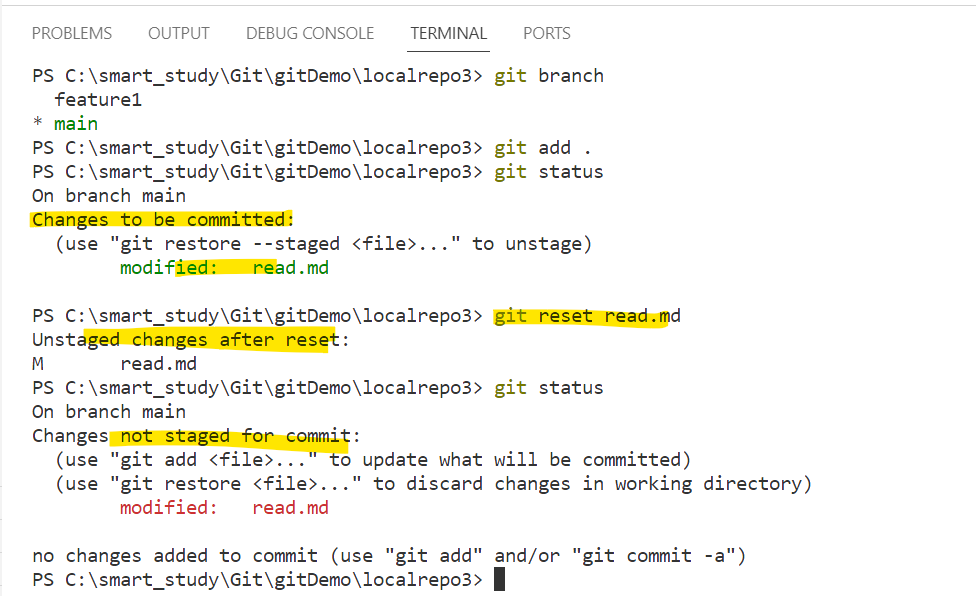 PROBLEMS OUTPUT DEBUG CONSOLE TERMINAL PORTS
PS C:\smart_study\Git\gitDemo\localrepo3> git branch
  feature1
* main
PS C:\smart_study\Git\gitDemo\localrepo3> git add .
PS C:\smart_study\Git\gitDemo\localrepo3> git status
On branch main
Changes to be committed:
  (use "git restore --staged <file>..." to unstage)
        modified:   read.md

PS C:\smart_study\Git\gitDemo\localrepo3> git reset read.md
Unstaged changes after reset:
M       read.md
PS C:\smart_study\Git\gitDemo\localrepo3> git status
On branch main
Changes not staged for commit:
  (use "git add <file>..." to update what will be committed)
  (use "git restore <file>..." to discard changes in working directory)
        modified:   read.md

no changes added to commit (use "git add" and/or "git commit -a")
PS C:\smart_study\Git\gitDemo\localrepo3>